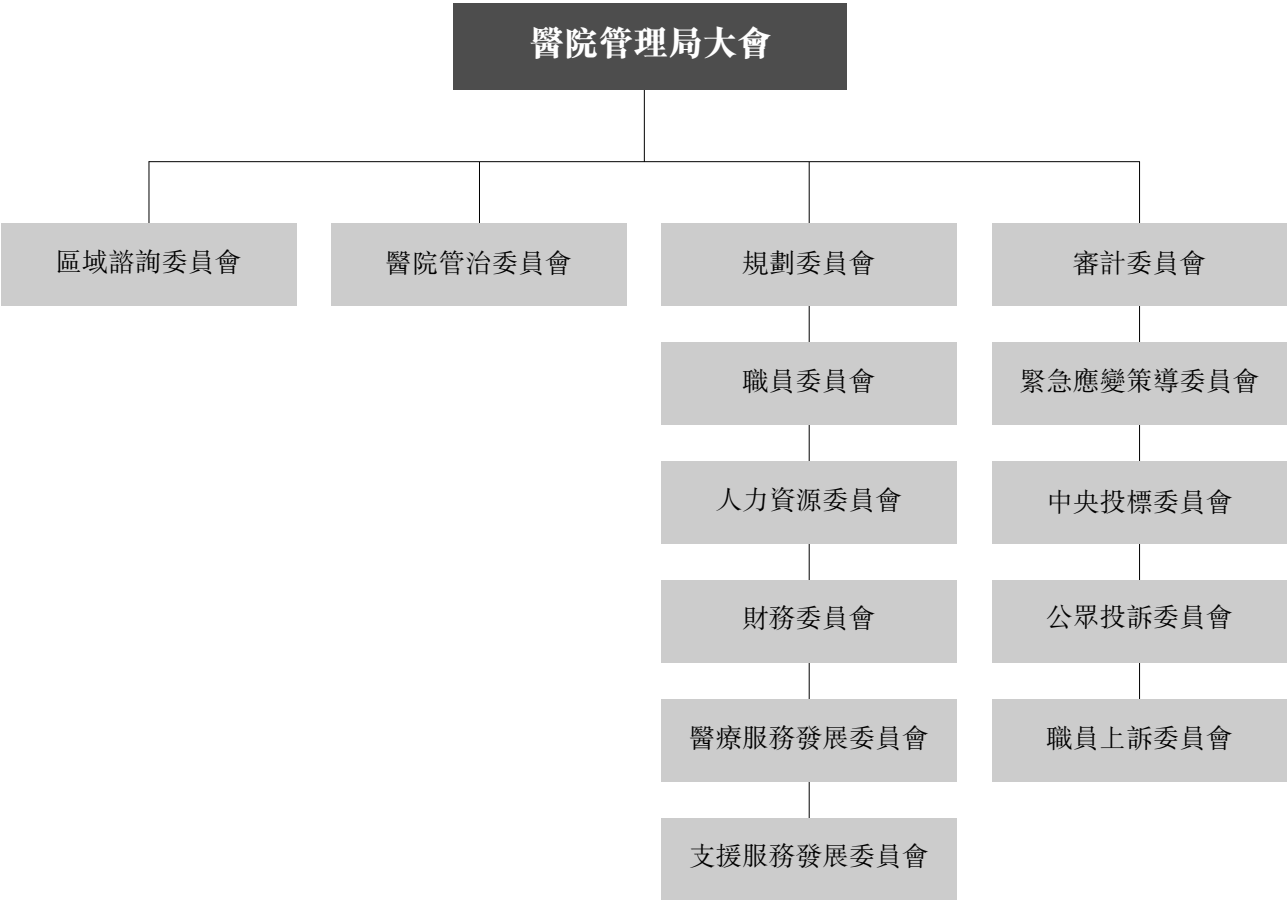 醫院管理局大會
區域諮詢委員會
醫院管治委員會
規劃委員會
審計委員會
職員委員會
緊急應變策導委員會
人力資源委員會
中央投標委員會
財務委員會
公眾投訴委員會
醫療服務發展委員會
職員上訴委員會
支援服務發展委員會